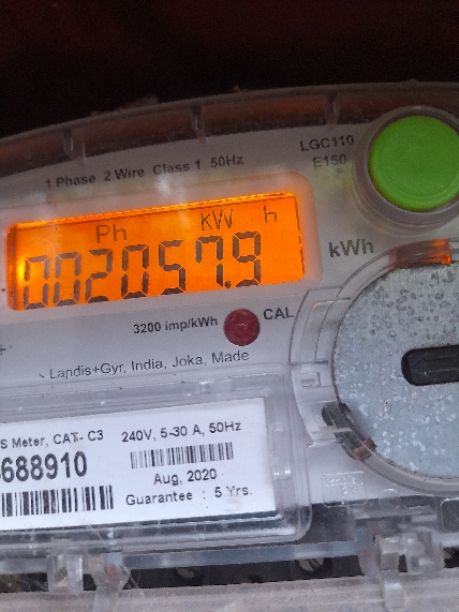 LGC110
E150
1 Phase 2 Wire Class 1 50Hz
Ph KW h
002057.9
kWh
3200 imp/kWh CAL
Landis+Gyr, India, Joka, Made
S Meter, CAT- C3 240V, 5-30 A, 50Hz
688910
Aug, 2020
Guarantee : 5 Yrs.